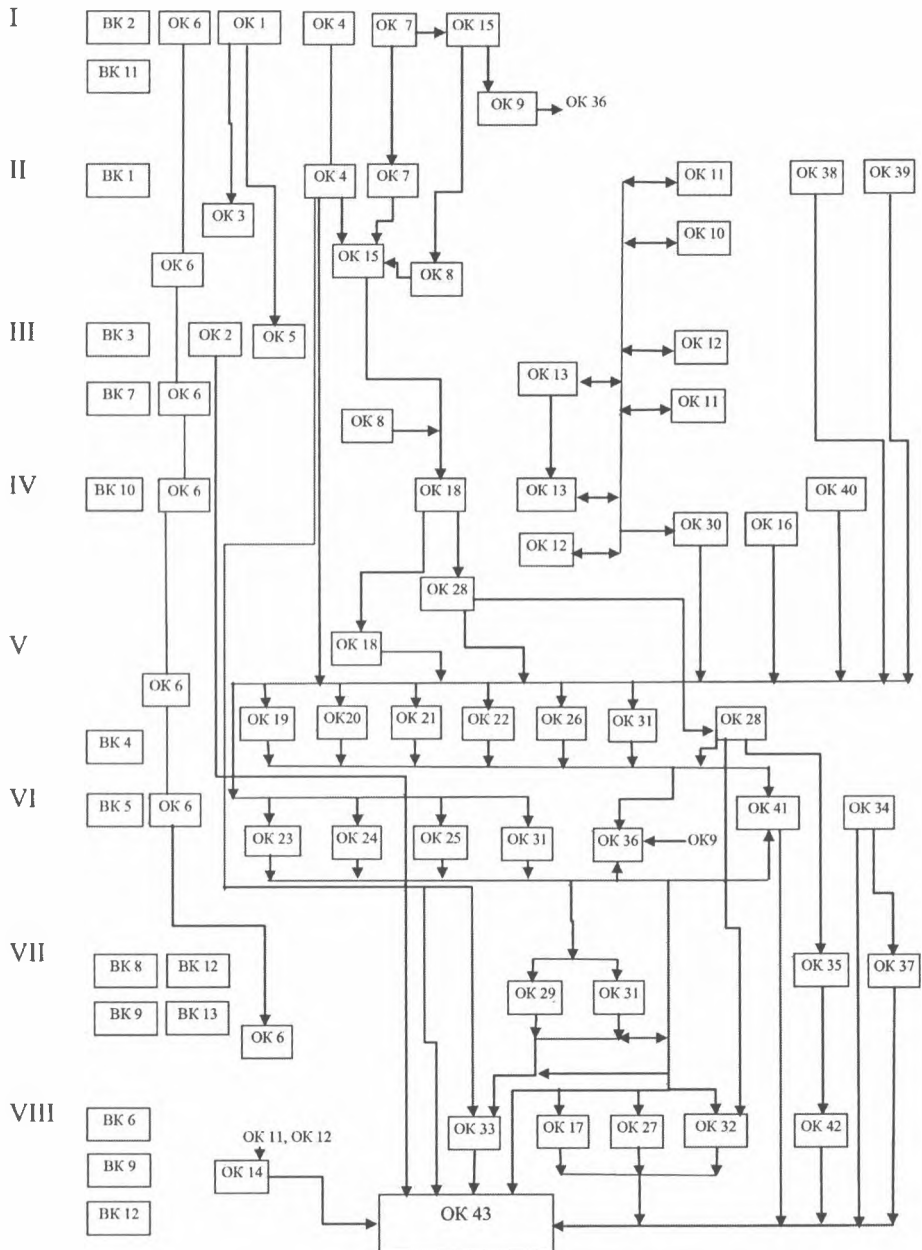 I
ВК 2 ОК 6 ОК 1 ОК 4 ОК 7 ОК 15
ВК 11
ОК 9 ОК 36
II
ВК 1 ОК 4 ОК 7 ОК 11 ОК 38 ОК 39
ОК 3
ОК 10
ОК 15
ОК 6 ОК 8
III
ВК 3 ОК 2 ОК 5 ОК 12
ОК 13
ВК 7 ОК 6 ОК 11
ОК 8
IV
ВК 10 ОК 6 ОК 18 ОК 13 ОК 40
ОК 30 ОК 16
ОК 12
ОК 28
V
ОК 18
ОК 6
ОК 19 ОК20 ОК 21 ОК 22 ОК 26 ОК 31 ОК 28
ВК 4
VI
ВК 5 ОК 6 ОК 41 ОК 34
ОК 23 ОК 24 ОК 25 ОК 31 ОК 36 ОК9
VII
ВК 8 ВК 12 ОК 35 ОК 37
ОК 29 ОК 31
ВК 9 ВК 13
ОК 6
VIII
ВК 6 ОК 33 ОК 17 ОК 27 ОК 32 ОК 42
ОК 11, ОК 12
ВК 9 ОК 14
ВК 12 ОК 43